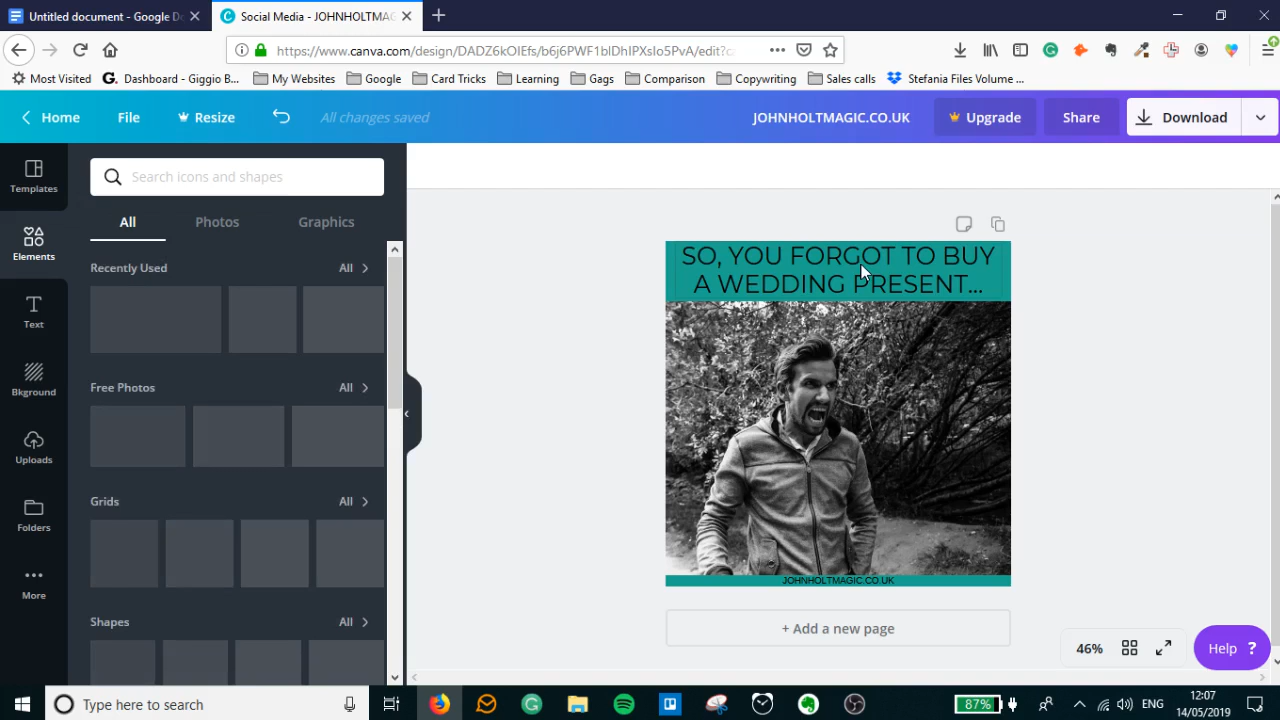 Untitled document - Google D
Social Media - JOHNHOLTMAGIC
https://www.canva.com/design/DADZ6kOIEfs/b6j6PWF1blDhIPXsIo5PvA/edit?c
Most Visited
G. Dashboard - Giggio B...
My Websites
Google
Card Tricks
Learning
Gags
Comparison
Copywriting
Sales calls
Stefania Files Volume ...
Home
File
Resize
All changes saved
JOHNHOLTMAGIC.CO.UK
Upgrade
Share
Download
Templates
Elements
Text
Bkground
Uploads
Folders
More
Search icons and shapes
All
Photos
Graphics
Recently Used
All
Free Photos
All
Grids
All
Shapes
All
SO, YOU FORGOT TO BUY
A WEDDING PRESENT...
JOHNHOLTMAGIC.CO.UK
+ Add a new page
46%
Help ?
Type here to search
87%
ENG
12:07
14/05/2019